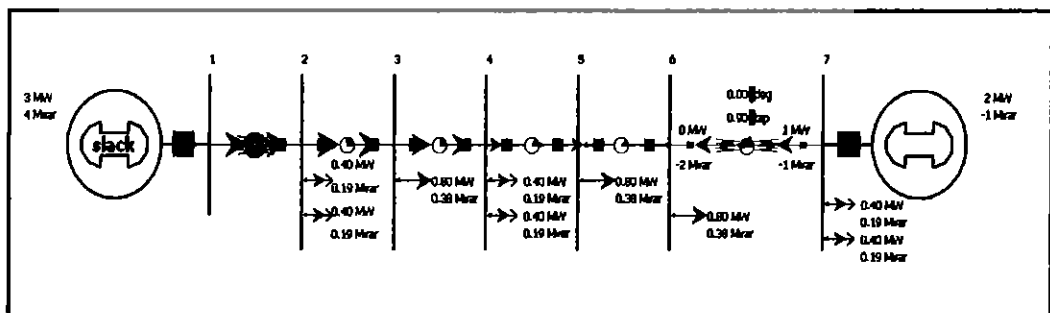 1
2
3
4
5
6
7
3 MW
4 Mvar
slack
0.00 deg
0.90 tap
0 MW
1 MW
-2 Mvar
-1 Mvar
2 MW
-1 Mvar
0.40 MW
0.19 Mvar
0.40 MW
0.19 Mvar
0.80 MW
0.38 Mvar
0.40 MW
0.19 Mvar
0.40 MW
0.19 Mvar
0.80 MW
0.38 Mvar
0.80 MW
0.38 Mvar
0.40 MW
0.19 Mvar
0.40 MW
0.19 Mvar